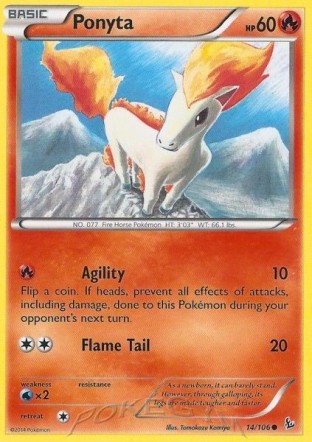 BASIC
Ponyta
HP60
NO. 077 Fire Horse Pokémon HT: 3'03" WT: 66.1 lbs.
Agility 10
Flip a coin. If heads, prevent all effects of attacks,
including damage, done to this Pokémon during your
opponent's next turn.
Flame Tail 20
weakness resistance
×2
retreat
As a newborn, it can barely stand.
However, through galloping, its
legs are made tougher and faster.
Illus. Tomokazu Komiya 14/106
©2014 Pokémon